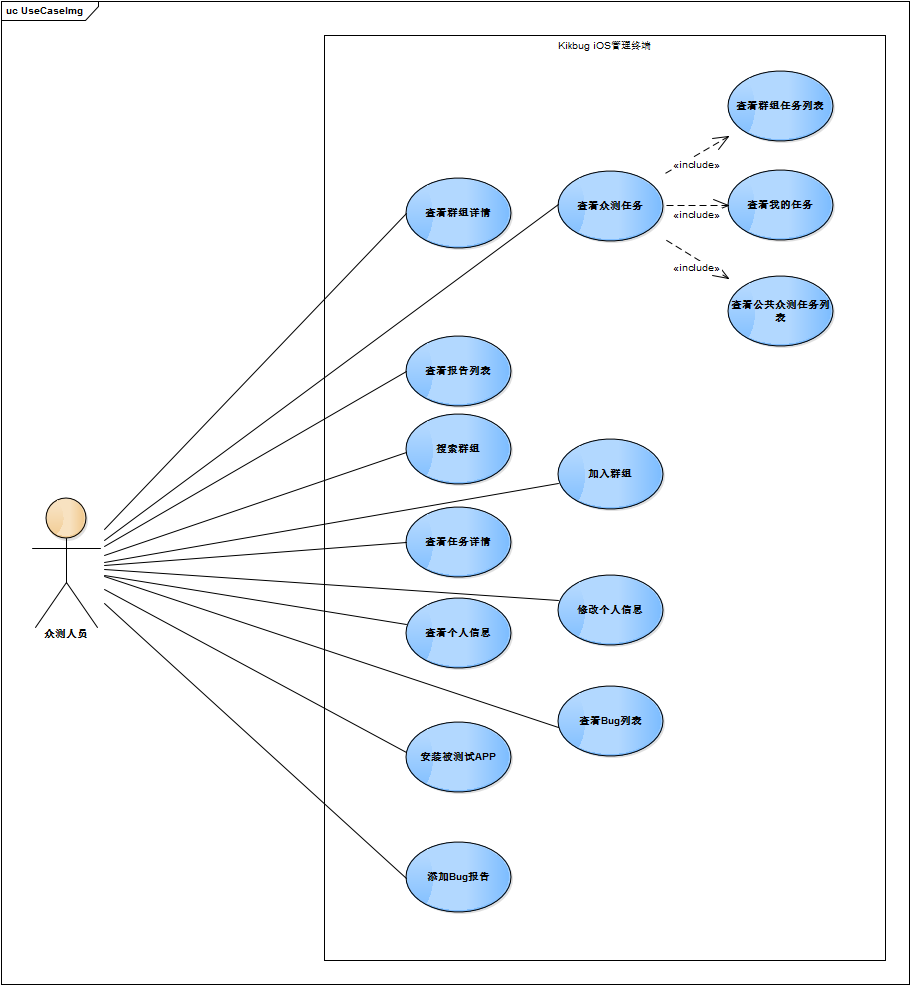 uc UseCaseImg
Kikbug iOS管理终端
查看群组任务列表
«include»
查看群组详情
查看众测任务
查看我的任务
«include»
«include»
查看公共众测任务列
表
查看报告列表
搜索群组
加入群组
查看任务详情
修改个人信息
查看个人信息
众测人员
查看Bug列表
安装被测试APP
添加Bug报告